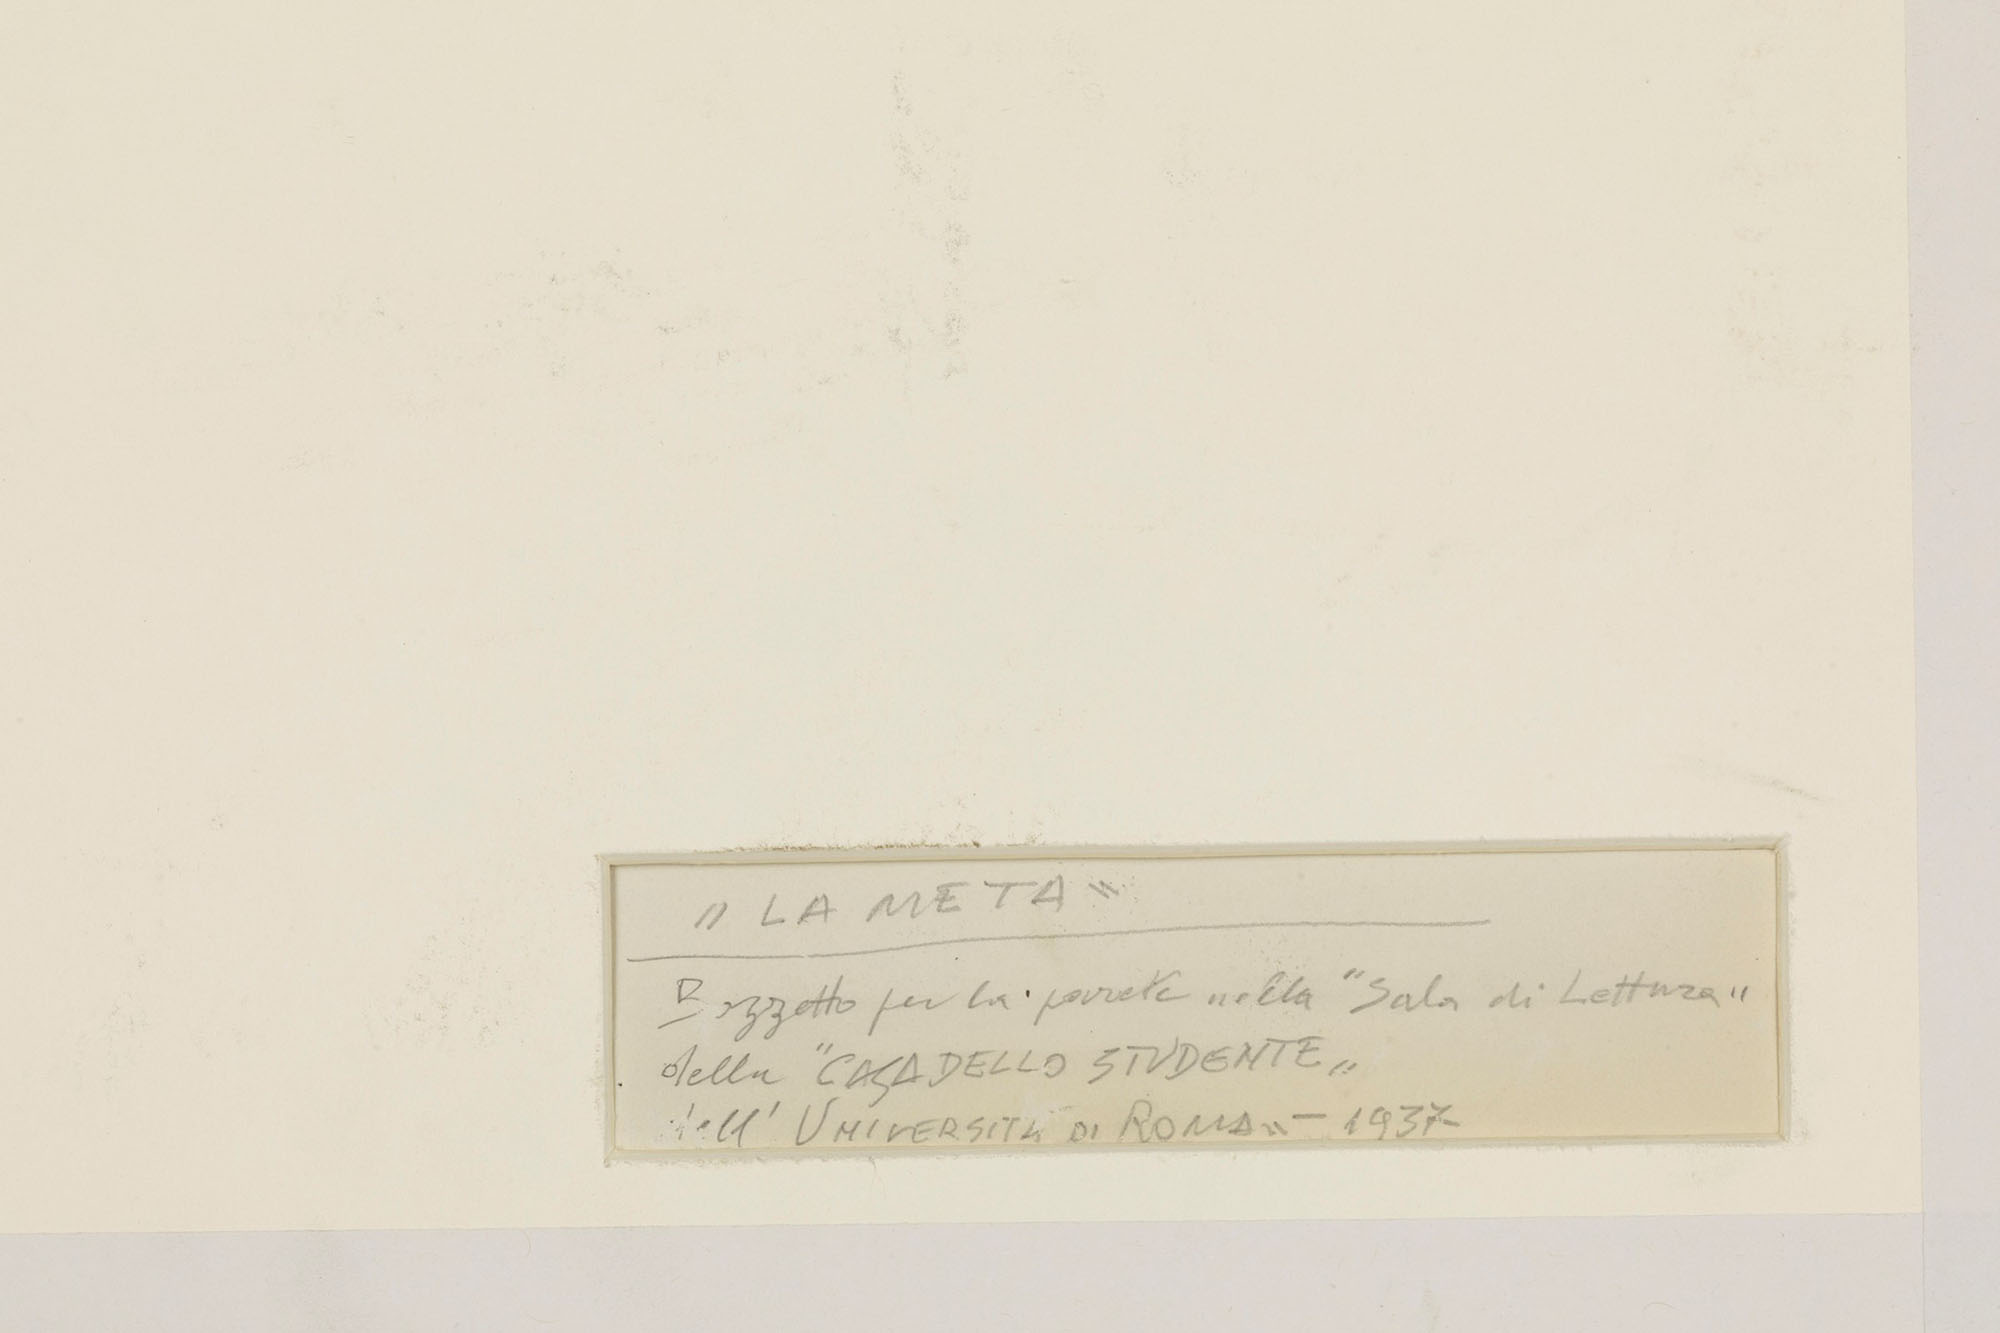 " LA META "
Bozzetto per la parete nella "Sala di Lettura"
della "CASA DELLO STUDENTE"
dell' UNIVERSITÀ DI ROMA" – 1937–